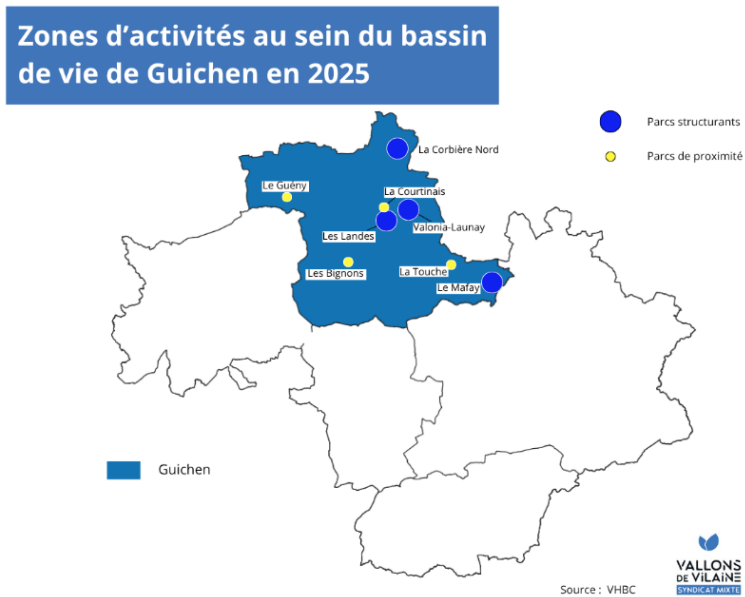 Zones d’activités au sein du bassin
de vie de Guichen en 2025
Parcs structurants
Parcs de proximité
La Corbière Nord
Le Guény
La Courtinais
Valonia-Launay
Les Landes
Les Bignons
La Touche
Le Mafay
Guichen
Source : VHBC
VALLONS
DE VILAINE
SYNDICAT MIXTE